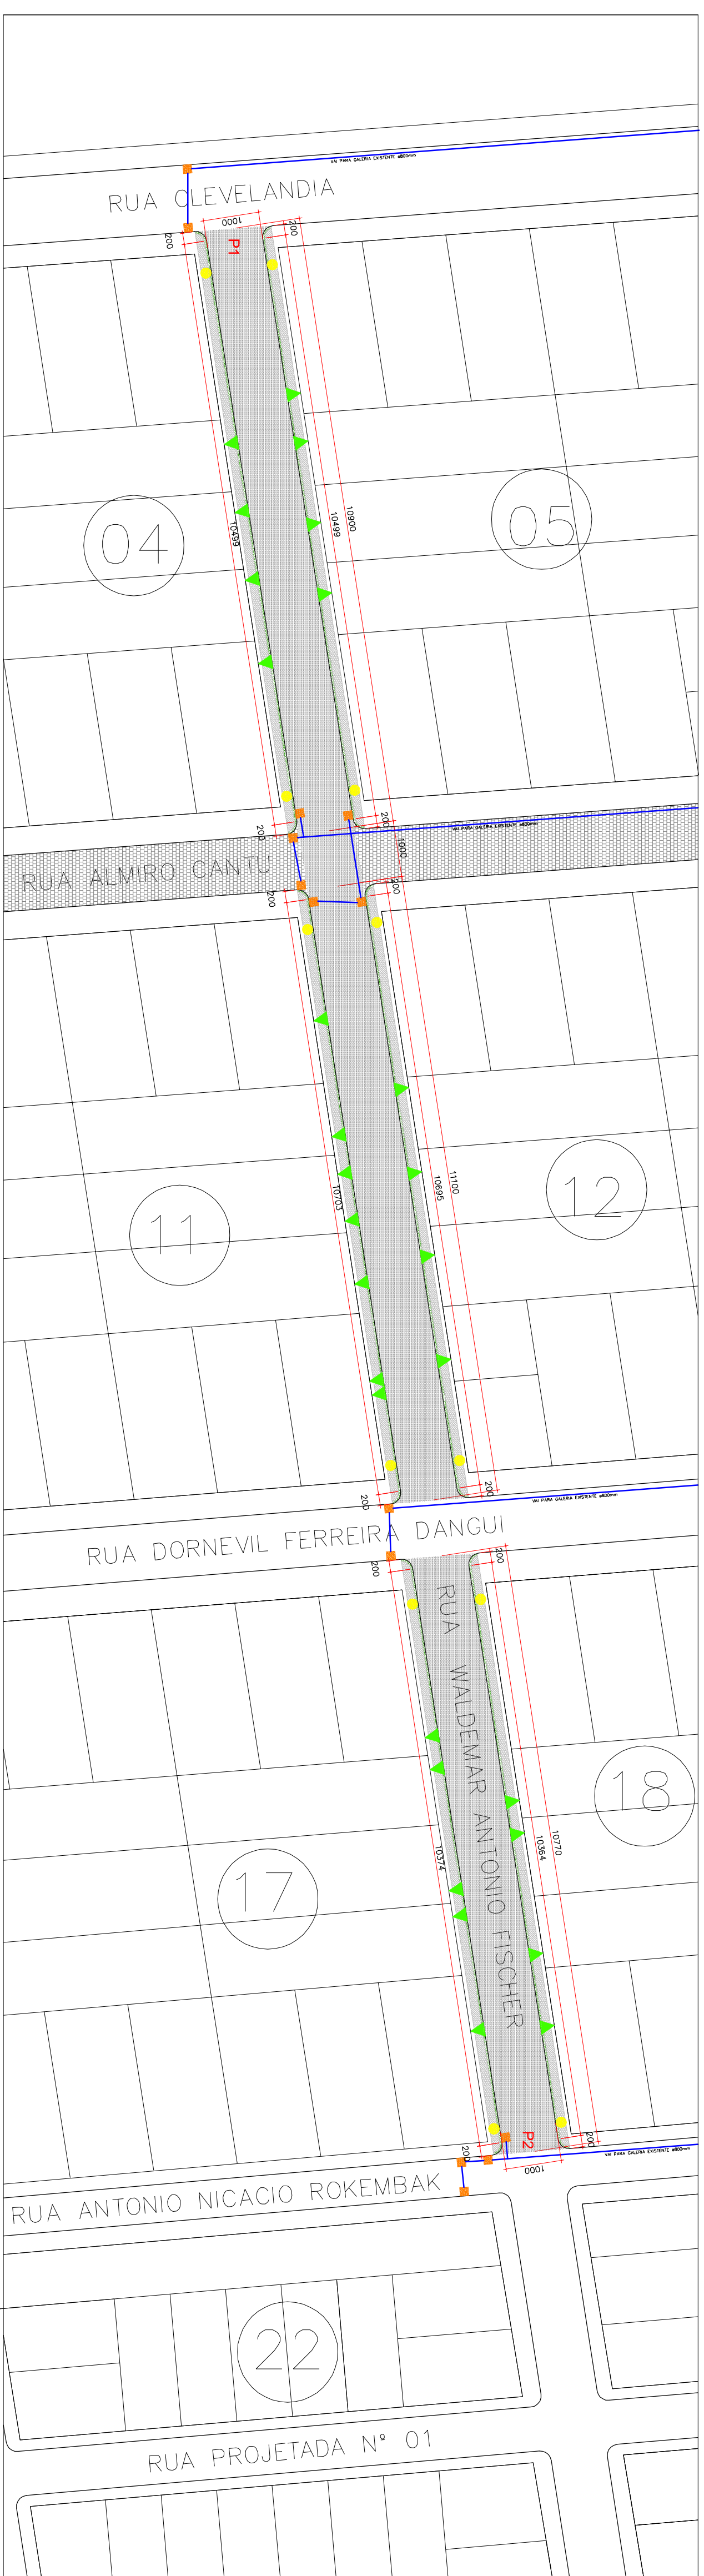 VAI PARA GALERIA EXISTENTE ø800mm
RUA CLEVELANDIA
1000
200
200
P1
04
05
10499
10499
10900
200
200
VAI PARA GALERIA EXISTENTE ø800mm
1000
RUA ALMIRO CANTU
200
200
11
12
10703
10695
11100
200
200
VAI PARA GALERIA EXISTENTE ø800mm
RUA DORNEVIL FERREIRA DANGUI
200
200
RUA WALDEMAR ANTONIO FISCHER
18
17
10374
10364
10770
P2
200
200
VAI PARA GALERIA EXISTENTE ø800mm
1000
RUA ANTONIO NICACIO ROKEMBAK
22
RUA PROJETADA Nº 01